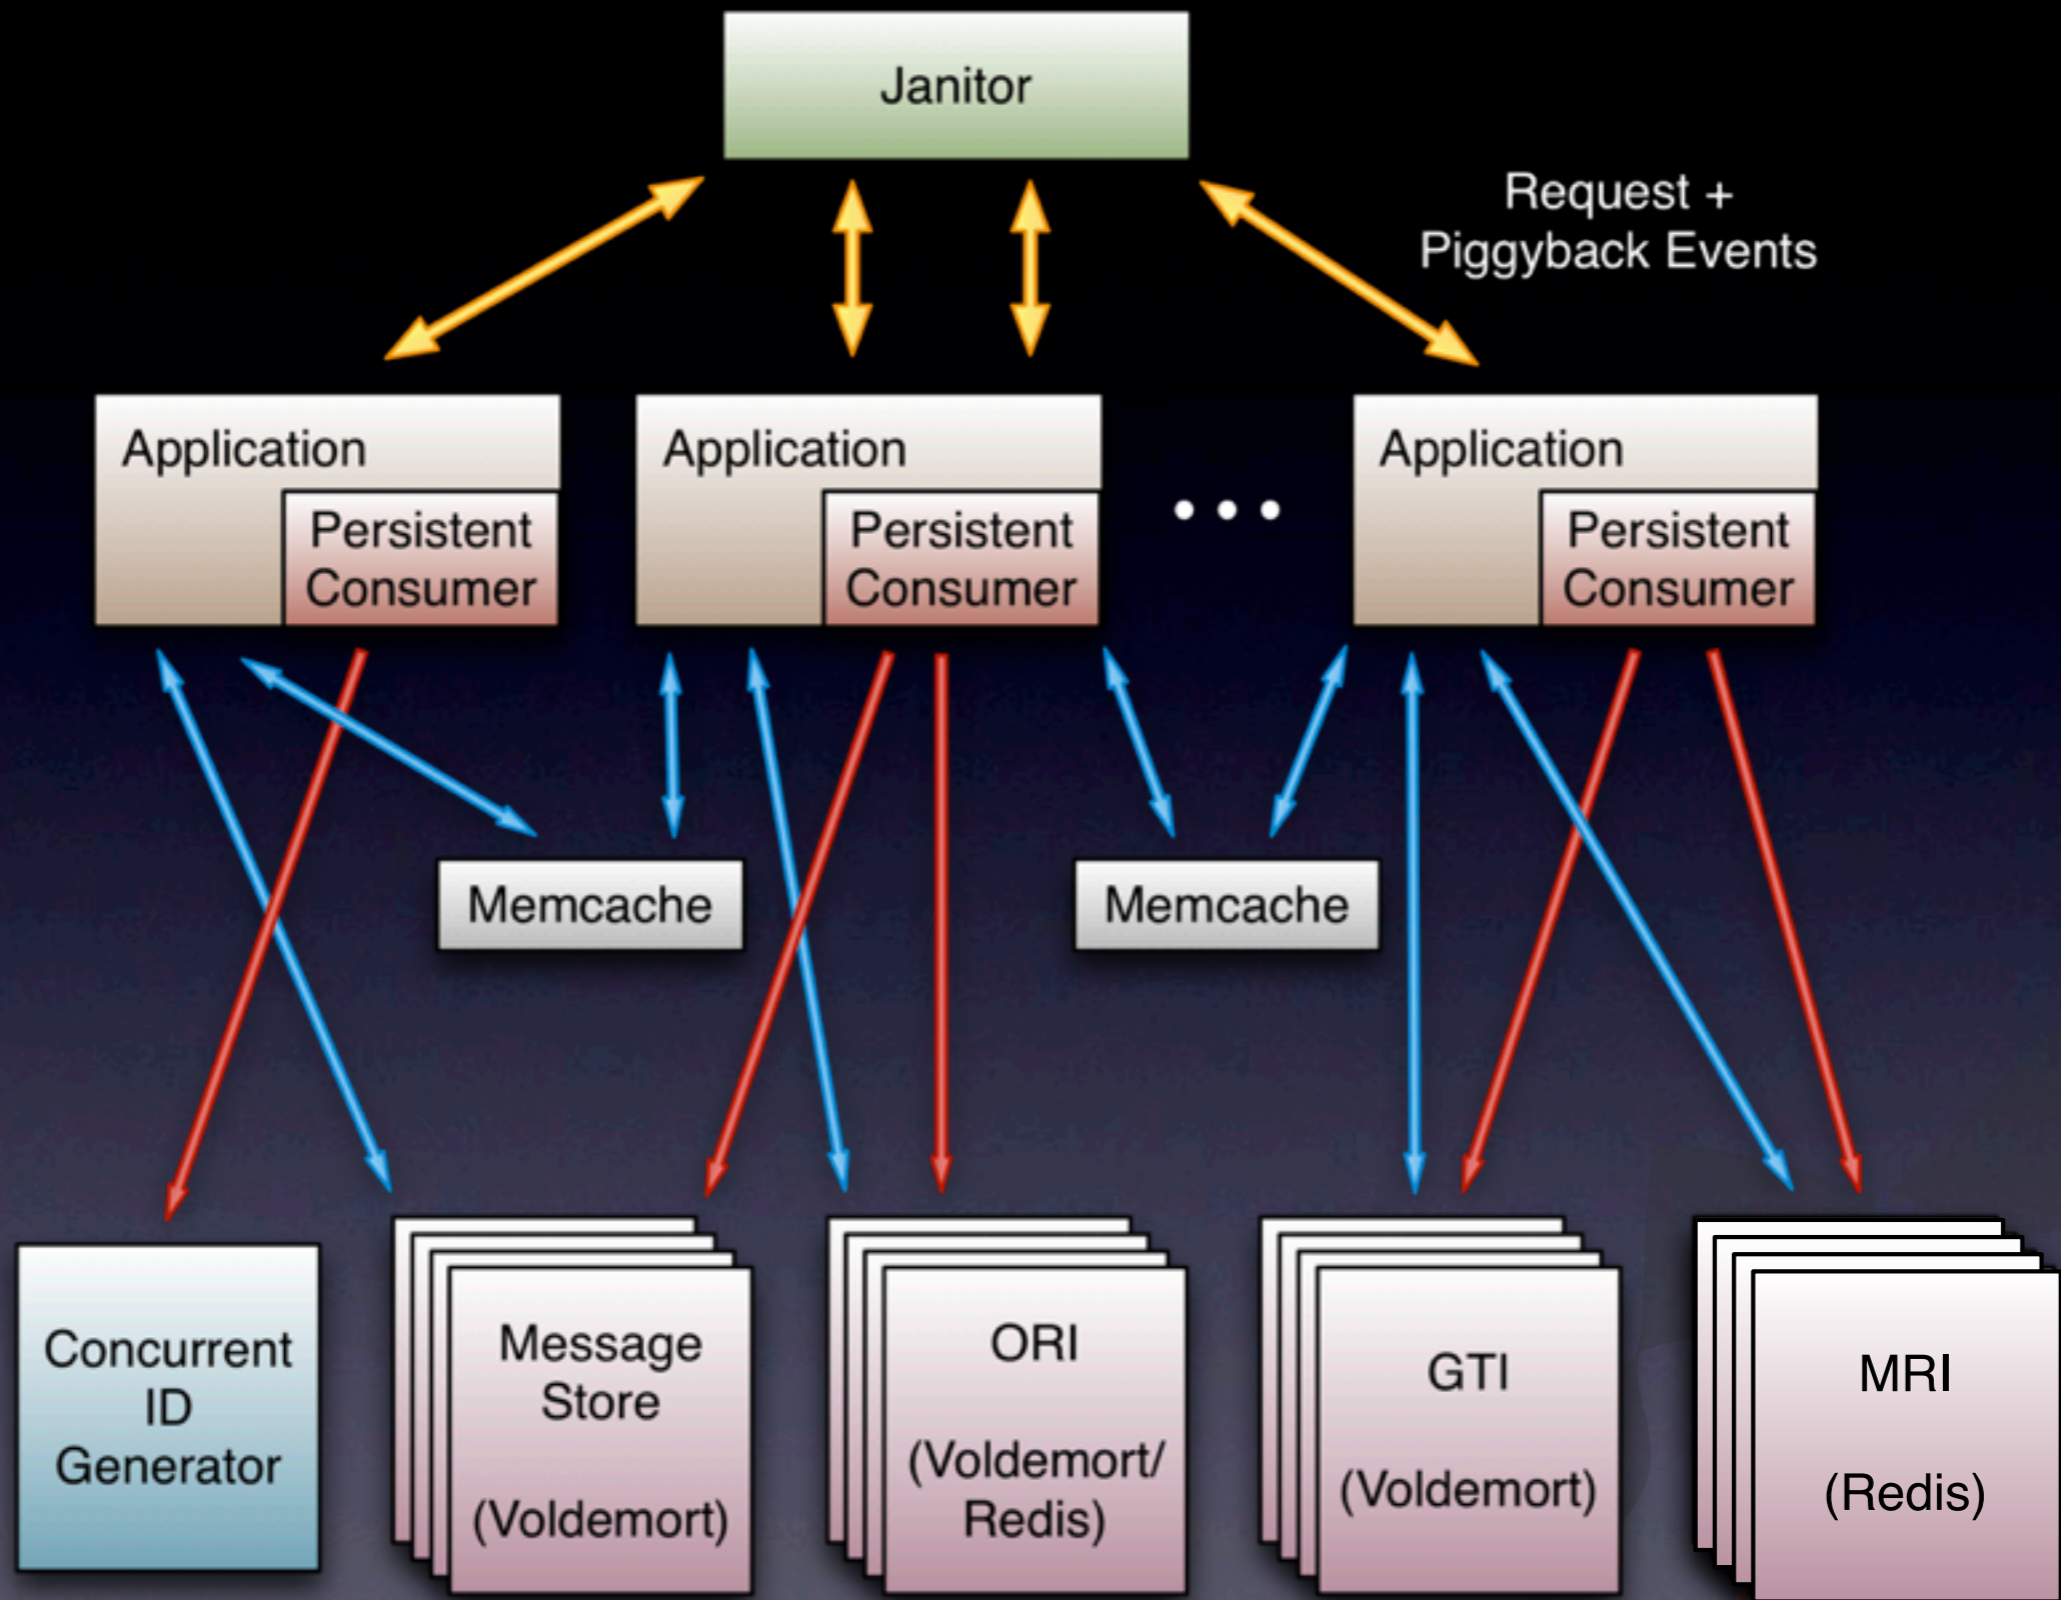 Janitor
Request +
Piggyback Events
Application
Persistent
Consumer
Application
Persistent
Consumer
Application
Persistent
Consumer
Memcache
Memcache
Concurrent
ID
Generator
Message
Store
(Voldemort)
ORI
(Voldemort/
Redis)
GTI
(Voldemort)
MRI
(Redis)